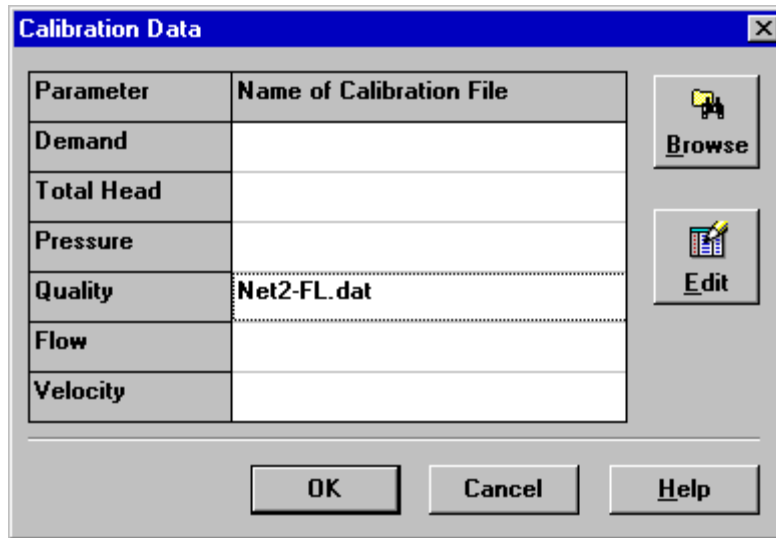 Calibration Data
Parameter Name of Calibration File
Demand
Total Head
Pressure
Quality Net2-FL.dat
Flow
Velocity
Browse
Edit
OK Cancel Help